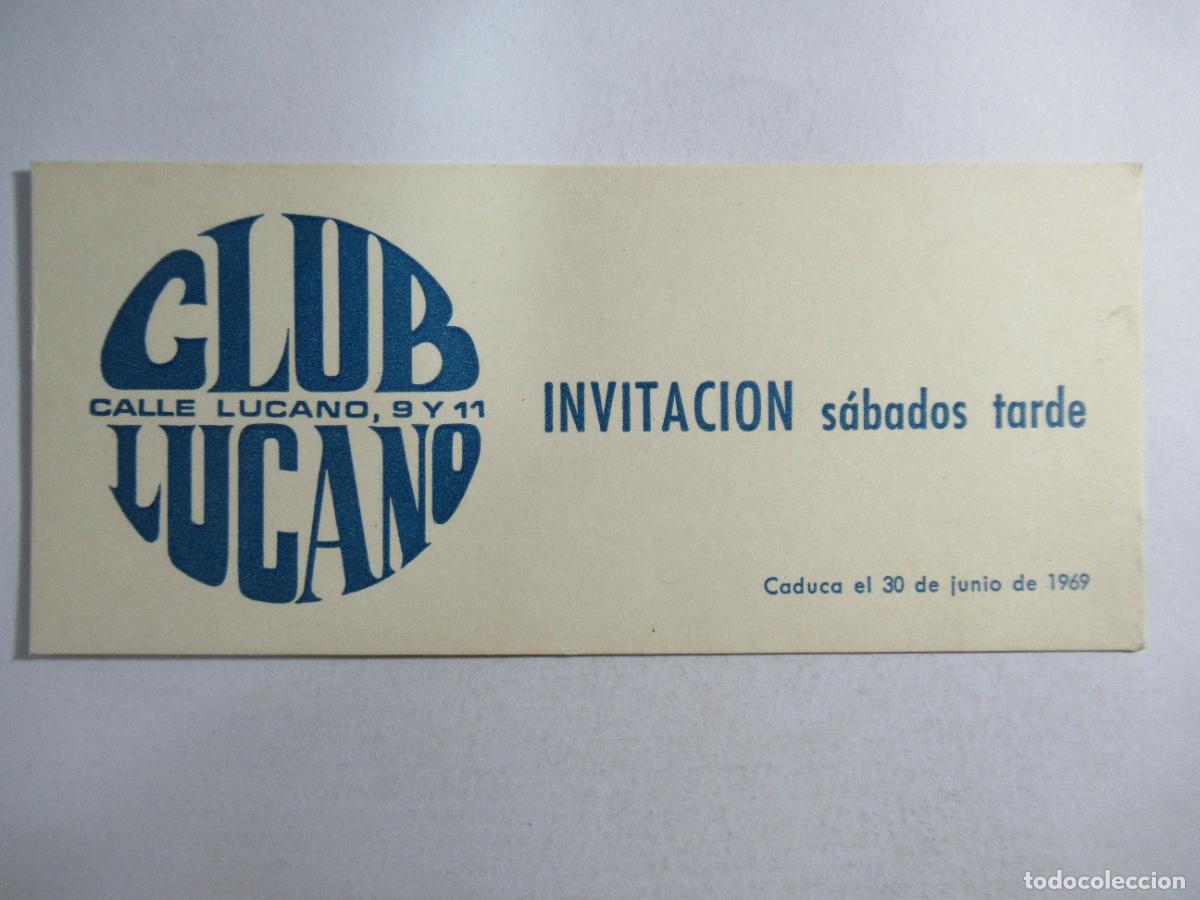 CLUB
CALLE LUCANO, 9 Y 11
LUCANO
INVITACION sábados tarde
Caduca el 30 de junio de 1969
todocoleccion